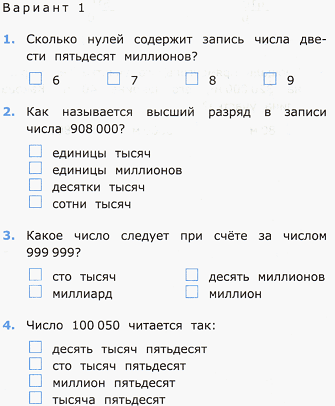 Вариант 1
1. Сколько нулей содержит запись числа две-
сти пятьдесят миллионов?
6 7 8 9
2. Как называется высший разряд в записи
числа 908 000?
единицы тысяч
единицы миллионов
десятки тысяч
сотни тысяч
3. Какое число следует при счёте за числом
999 999?
сто тысяч десять миллионов
миллиард миллион
4. Число 100 050 читается так:
десять тысяч пятьдесят
сто тысяч пятьдесят
миллион пятьдесят
тысяча пятьдесят